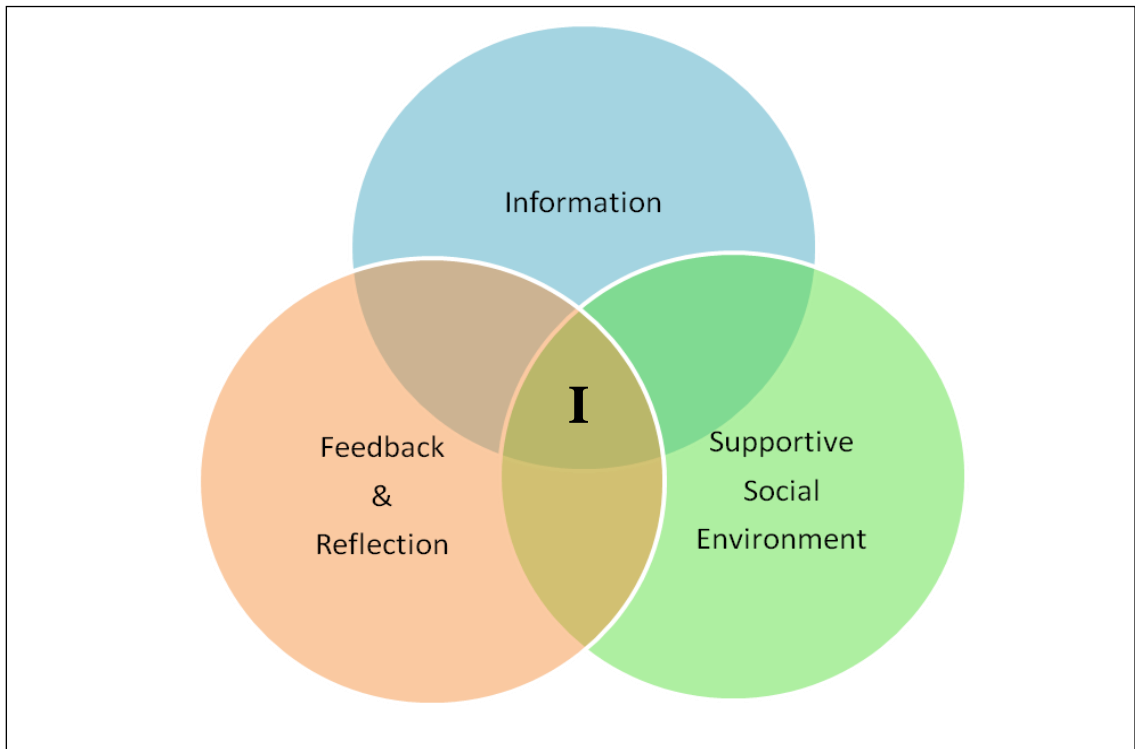 Information
I
Feedback
&
Reflection
Supportive
Social
Environment